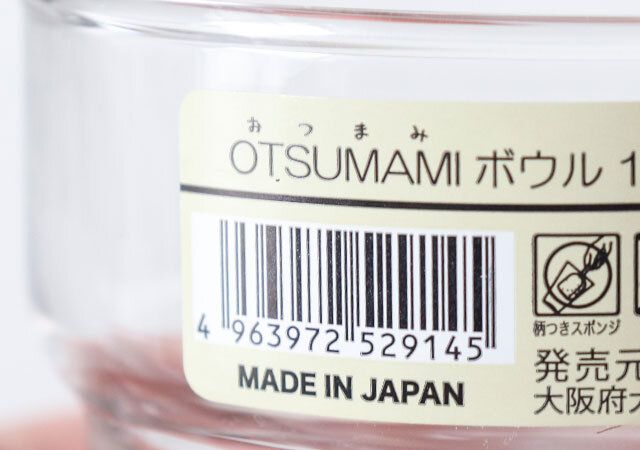 おつまみ
OTSUMAMI ボウル 1
4 963972 529145
MADE IN JAPAN
柄つきスポンジ
発売元
大阪府